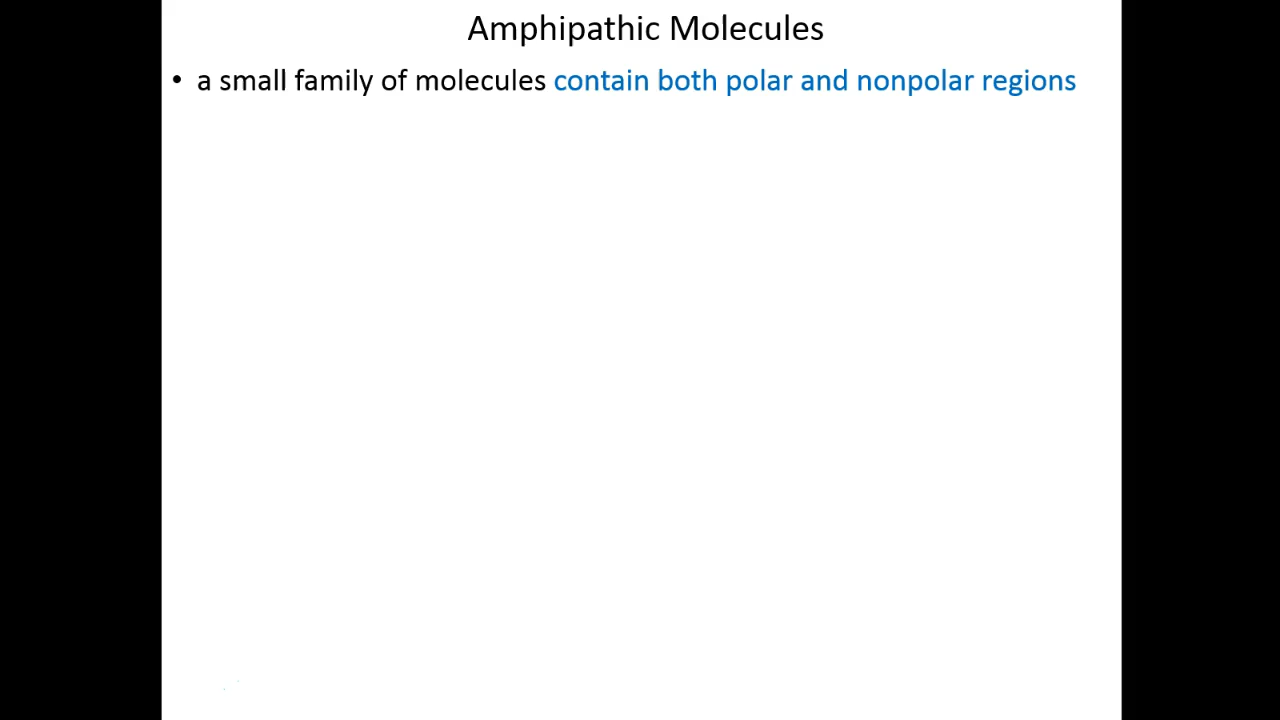 Amphipathic Molecules
• a small family of molecules contain both polar and nonpolar regions